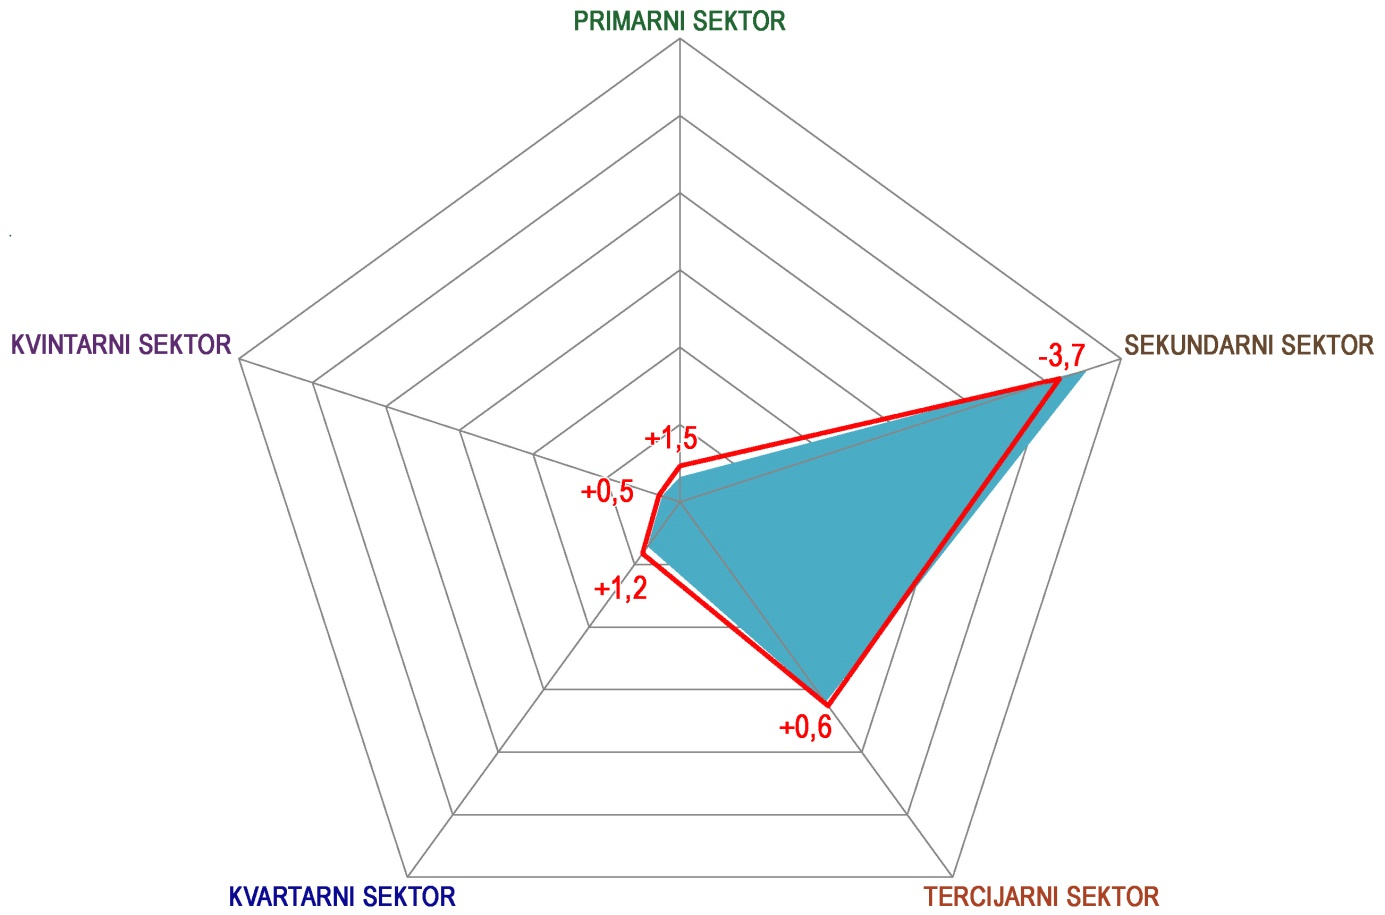 PRIMARNI SEKTOR
KVINTARNI SEKTOR
SEKUNDARNI SEKTOR
-3,7
+1,5
+0,5
+1,2
+0,6
KVARTARNI SEKTOR
TERCIJARNI SEKTOR